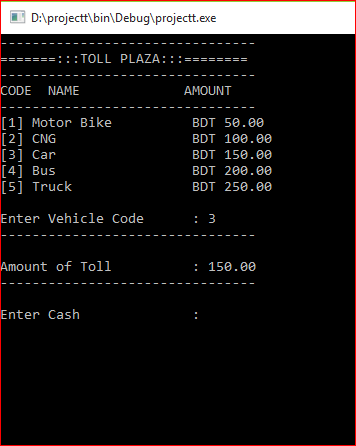 D:\projectt\bin\Debug\projectt.exe
--------------------------------
=======:::TOLL PLAZA:::========
--------------------------------
CODE  NAME             AMOUNT
--------------------------------
[1] Motor Bike          BDT 50.00
[2] CNG                 BDT 100.00
[3] Car                 BDT 150.00
[4] Bus                 BDT 200.00
[5] Truck               BDT 250.00
Enter Vehicle Code      : 3
--------------------------------
Amount of Toll          : 150.00
--------------------------------
Enter Cash              :